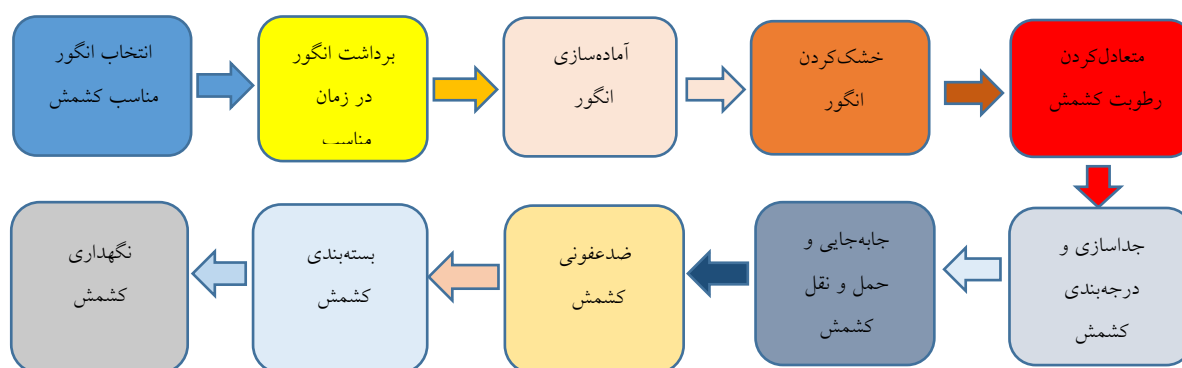 انتخاب انگور
مناسب کشمش
برداشت انگور
در زمان
مناسب
آماده‌سازی
انگور
خشک‌کردن
انگور
متعادل‌کردن
رطوبت کشمش
جداسازی و
درجه‌بندی
کشمش
جابه‌جایی و
حمل و نقل
کشمش
ضدعفونی
کشمش
بسته‌بندی
کشمش
نگهداری
کشمش